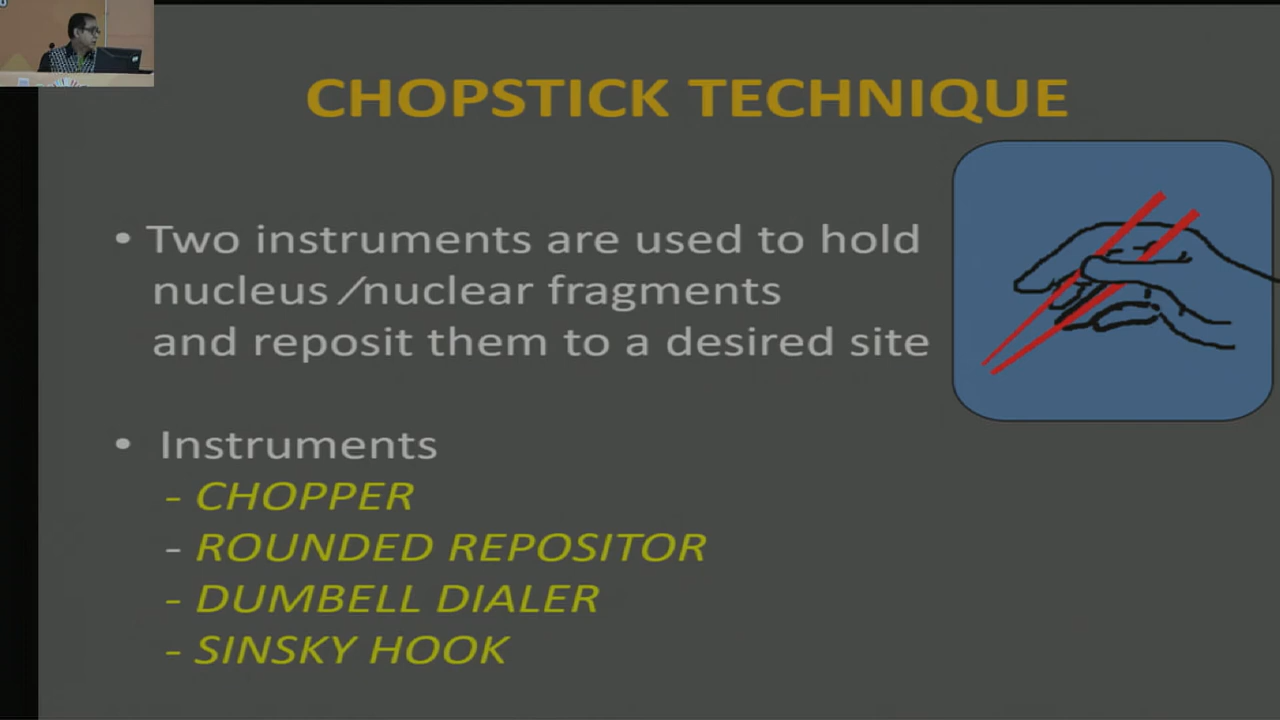 CHOPSTICK TECHNIQUE
• Two instruments are used to hold
nucleus /nuclear fragments
and reposit them to a desired site
• Instruments
- CHOPPER
- ROUNDED REPOSITOR
- DUMBELL DIALER
- SINSKY HOOK